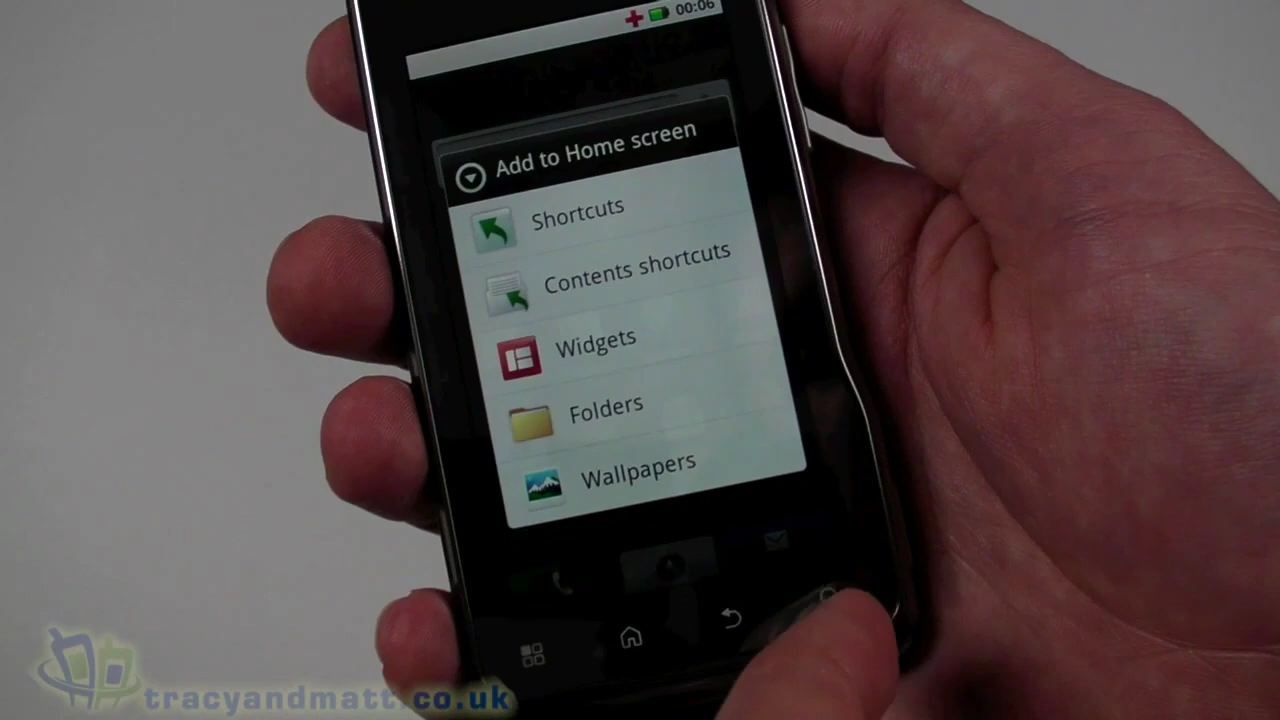 00:06
Add to Home screen
Shortcuts
Contents shortcuts
Widgets
Folders
Wallpapers
tracyandmatt.co.uk